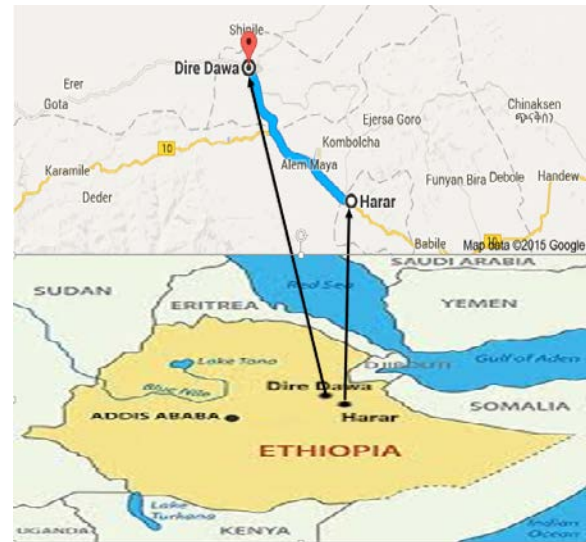 Shinile
Dire Dawa
Erer
Gota
Ejersa Goro
Chinaksen
Kombolcha
10
Karamile
Alem Maya
Funyan Bira
Debole
Handew
Deder
Harar
Babile
10
Map data ©2015 Google
SAUDI ARABIA
SUDAN
Red Sea
ERITREA
YEMEN
Lake Tana
DJIBOUTI
Gulf of Aden
Blue Nile
Dire Dawa
ADDIS ABABA
Harar
SOMALIA
ETHIOPIA
Lake
Turkana
UGANDA
KENYA
Indian
Ocean